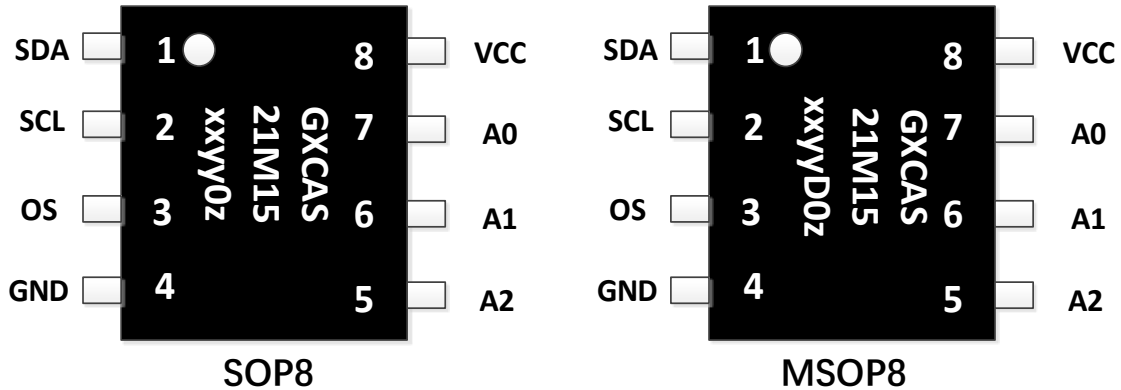 SDA 1 8 VCC
SCL 2 7 A0
OS 3 6 A1
GND 4 5 A2
GXCAS
21M15
xxyy0z
SOP8
SDA 1 8 VCC
SCL 2 7 A0
OS 3 6 A1
GND 4 5 A2
GXCAS
21M15
xxyyD0z
MSOP8